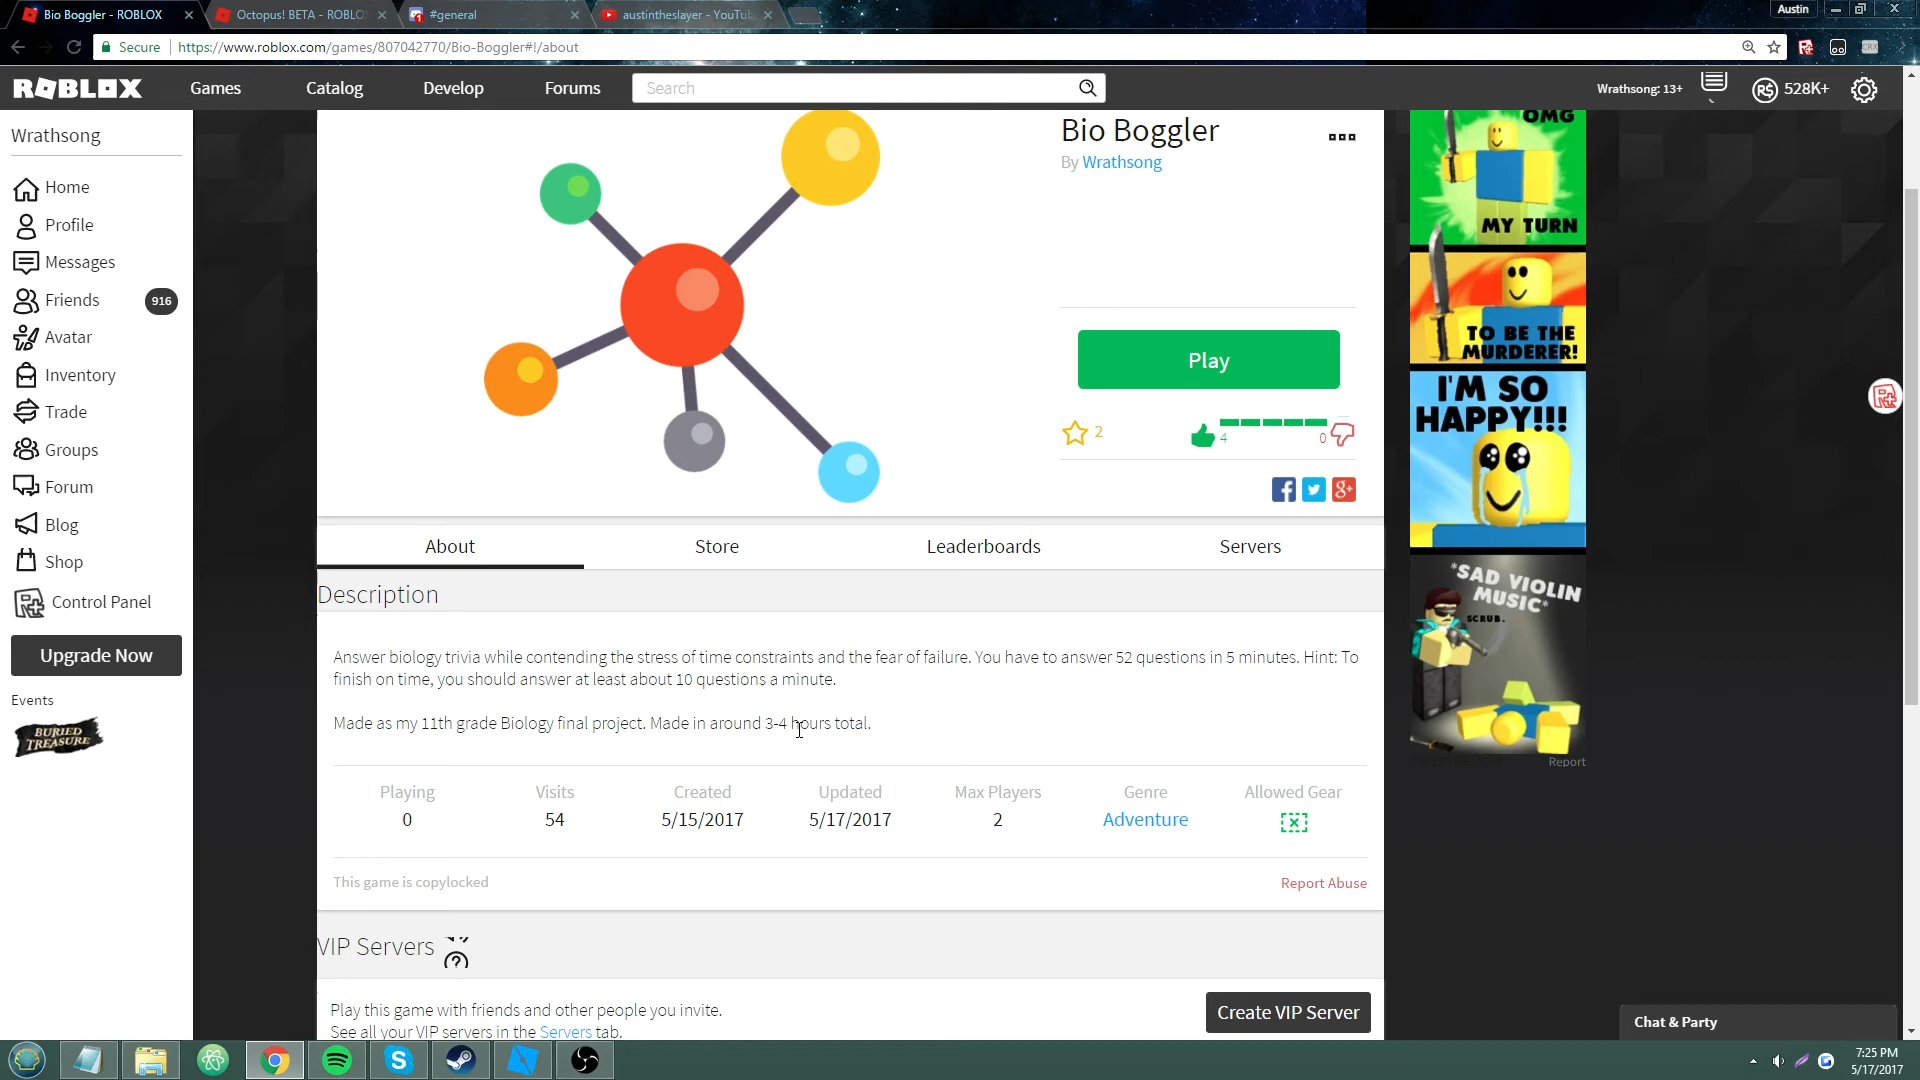 Bio Boggler - ROBLOX
Octopus! BETA - ROBLO
#general
austintheslayer - YouTu
Austin
Secure
https://www.roblox.com/games/807042770/Bio-Boggler#!/about
ROBLOX
Games
Catalog
Develop
Forums
Search
Wrathsong: 13+
R$ 528K+
Wrathsong
Home
Profile
Messages
Friends
916
Avatar
Inventory
Trade
Groups
Forum
Blog
Shop
Control Panel
Upgrade Now
Events
BURIED
TREASURE
Bio Boggler
By Wrathsong
Play
2
4
0
About
Store
Leaderboards
Servers
Description
Answer biology trivia while contending the stress of time constraints and the fear of failure. You have to answer 52 questions in 5 minutes. Hint: To
finish on time, you should answer at least about 10 questions a minute.
Made as my 11th grade Biology final project. Made in around 3-4 hours total.
Playing
0
Visits
54
Created
5/15/2017
Updated
5/17/2017
Max Players
2
Genre
Adventure
Allowed Gear
This game is copylocked
Report Abuse
VIP Servers
Play this game with friends and other people you invite.
See all your VIP servers in the Servers tab.
Create VIP Server
OMG
MY TURN
TO BE THE
MURDERER!
I'M SO
HAPPY!!!
*SAD VIOLIN
MUSIC*
SCRUB.
Report
Chat & Party
7:25 PM
5/17/2017